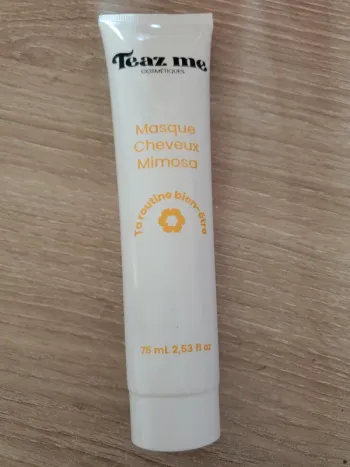 Teaz me
COSMÉTIQUES
Masque
Cheveux
Mimosa
Ta routine bien-être
75 mL 2,53 fl oz